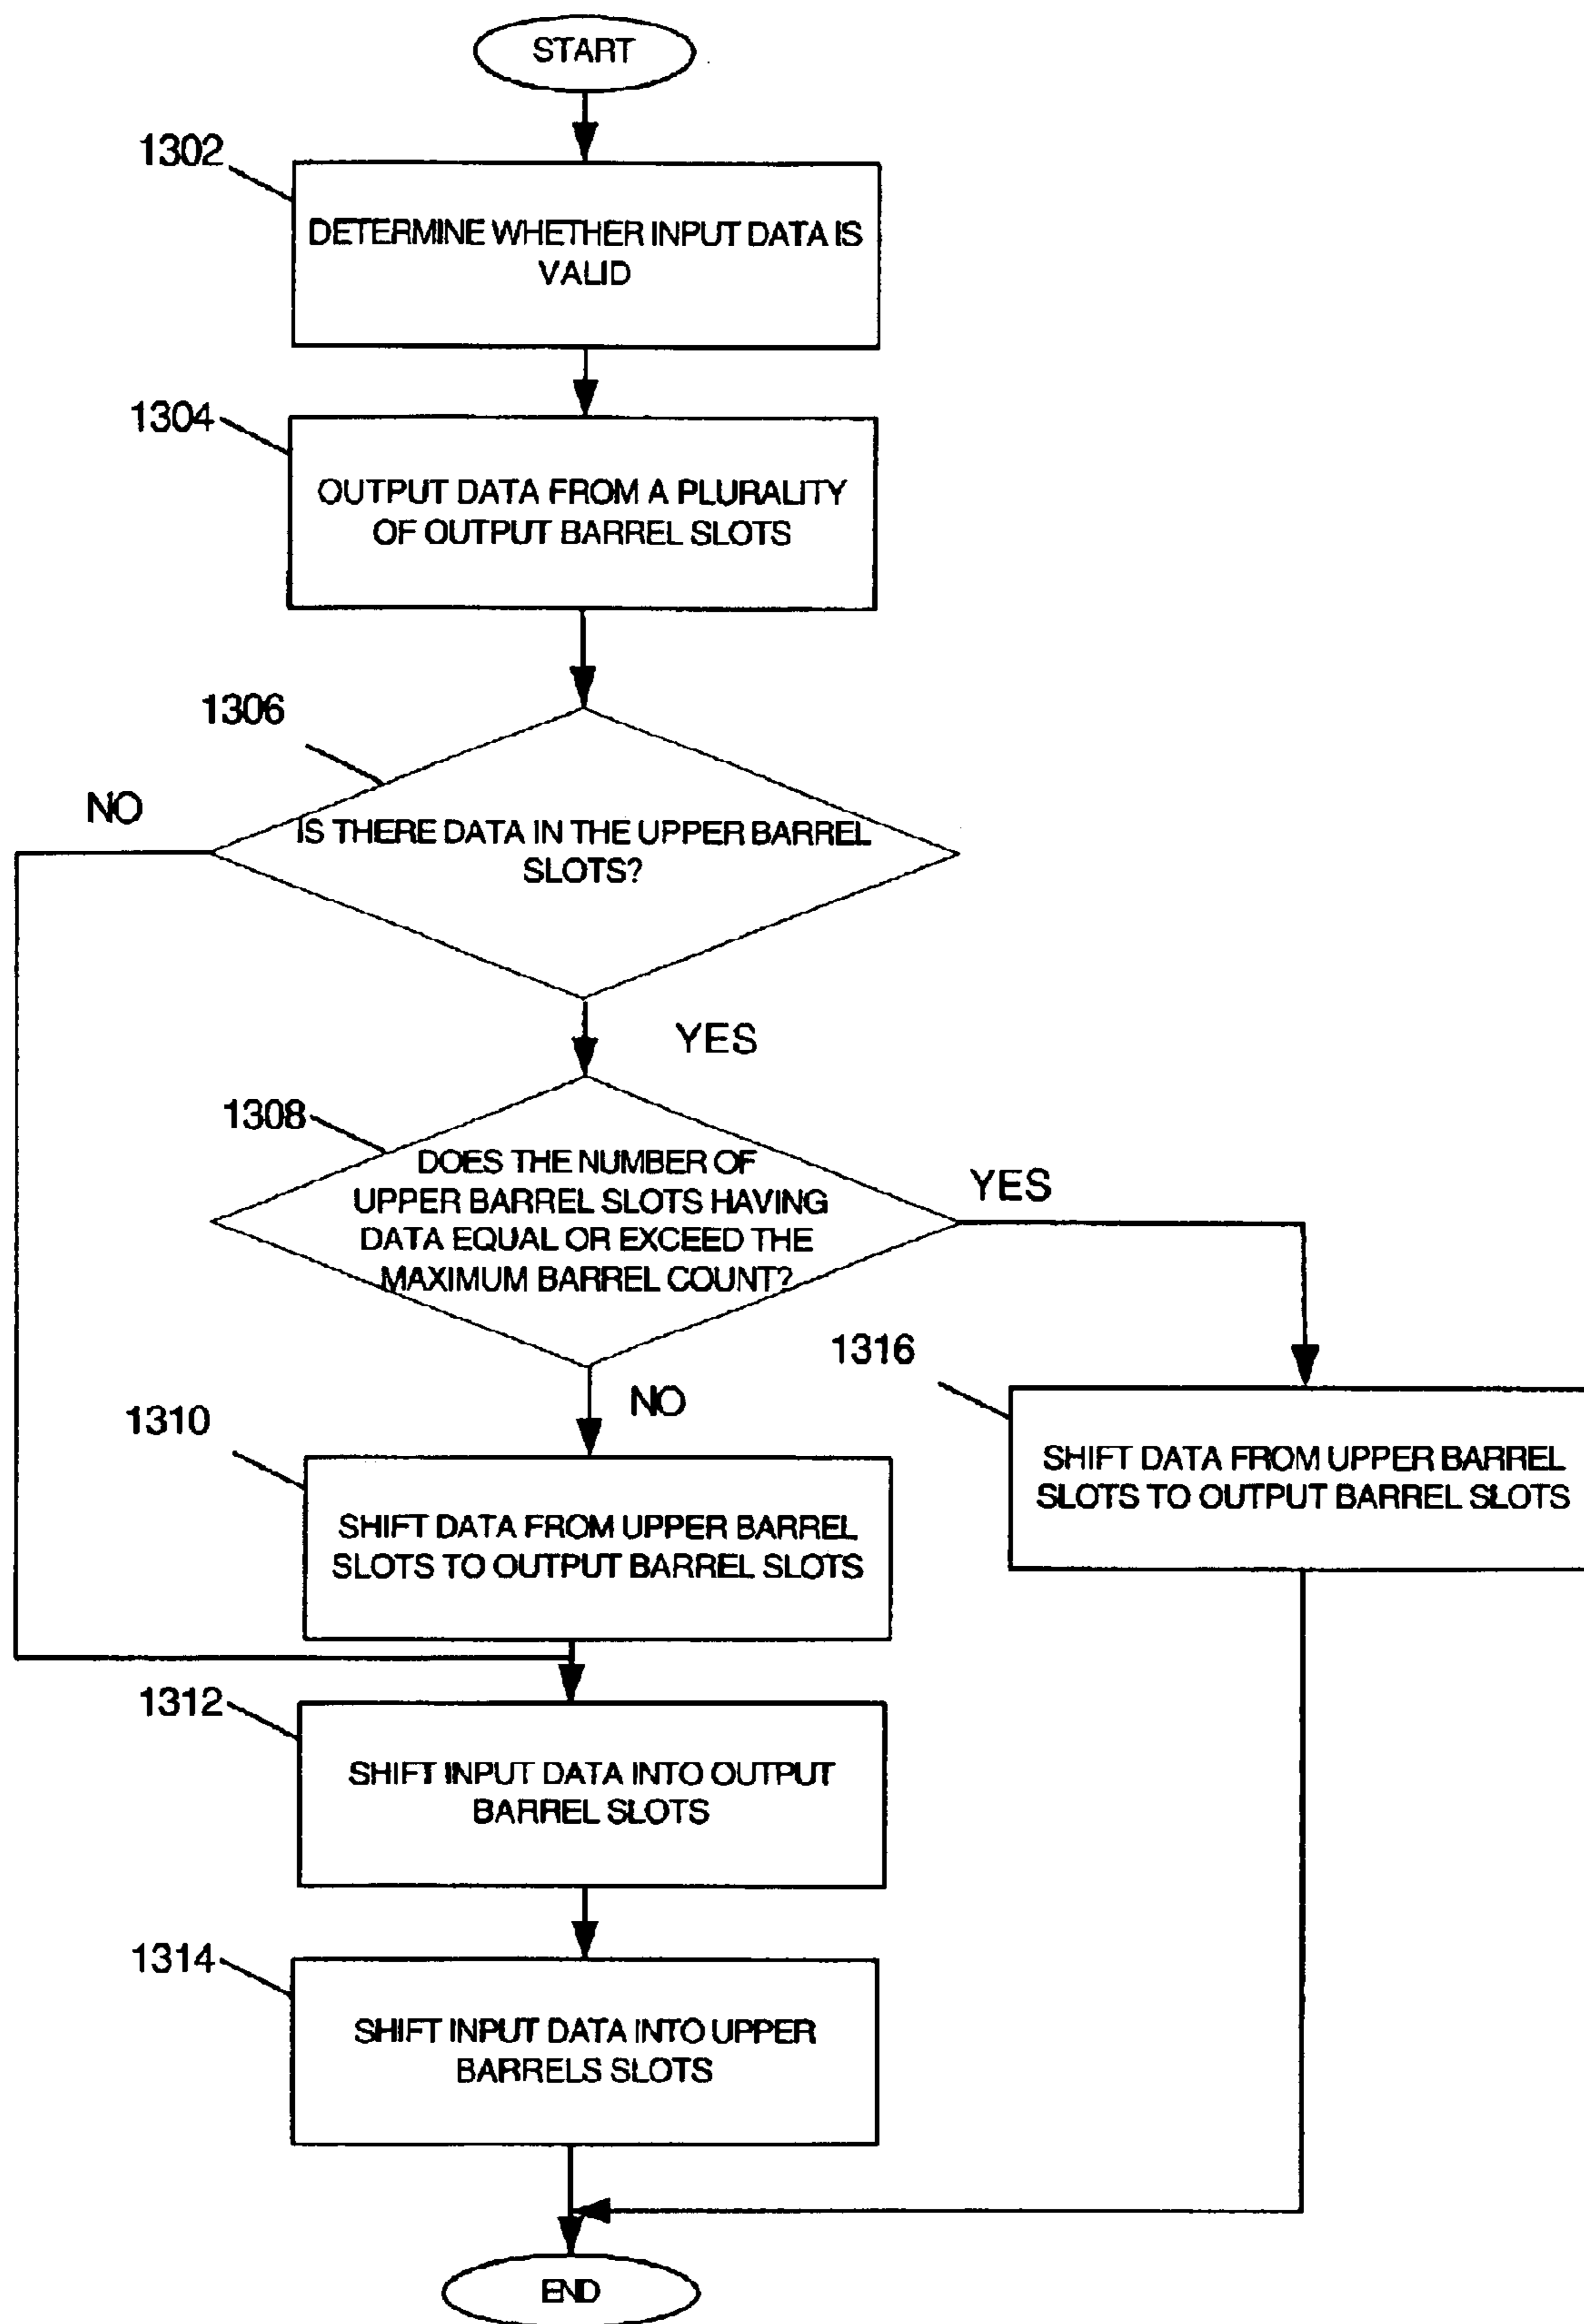 START
1302
DETERMINE WHETHER INPUT DATA IS
VALID
1304
OUTPUT DATA FROM A PLURALITY
OF OUTPUT BARREL SLOTS
1306
NO
IS THERE DATA IN THE UPPER BARREL
SLOTS?
YES
1308
DOES THE NUMBER OF
UPPER BARREL SLOTS HAVING
DATA EQUAL OR EXCEED THE
MAXIMUM BARREL COUNT?
YES
NO
1310
SHIFT DATA FROM UPPER BARREL
SLOTS TO OUTPUT BARREL SLOTS
1316
SHIFT DATA FROM UPPER BARREL
SLOTS TO OUTPUT BARREL SLOTS
1312
SHIFT INPUT DATA INTO OUTPUT
BARREL SLOTS
1314
SHIFT INPUT DATA INTO UPPER
BARRELS SLOTS
END